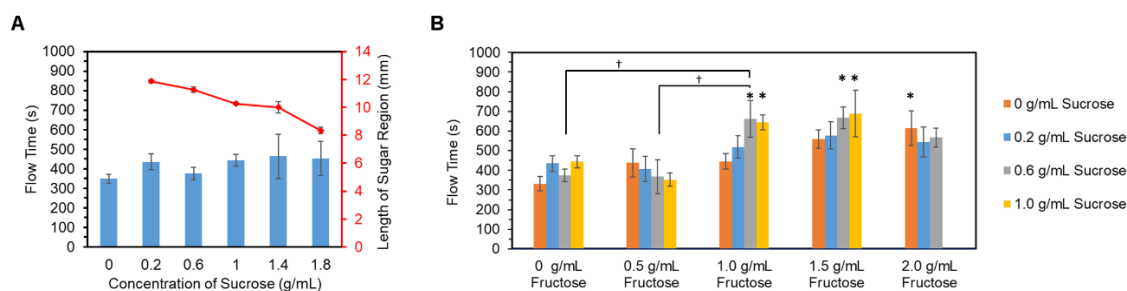 A
1000
900
800
700
600
500
400
300
200
100
0
Flow Time (s)
14
12
10
8
6
4
2
0
Length of Sugar Region (mm)
0 0.2 0.6 1 1.4 1.8
Concentration of Sucrose (g/mL)
B
1000
900
800
700
600
500
400
300
200
100
0
Flow Time (s)
†
†
* *
* *
*
0 g/mL Fructose
0.5 g/mL Fructose
1.0 g/mL Fructose
1.5 g/mL Fructose
2.0 g/mL Fructose
0 g/mL Sucrose
0.2 g/mL Sucrose
0.6 g/mL Sucrose
1.0 g/mL Sucrose